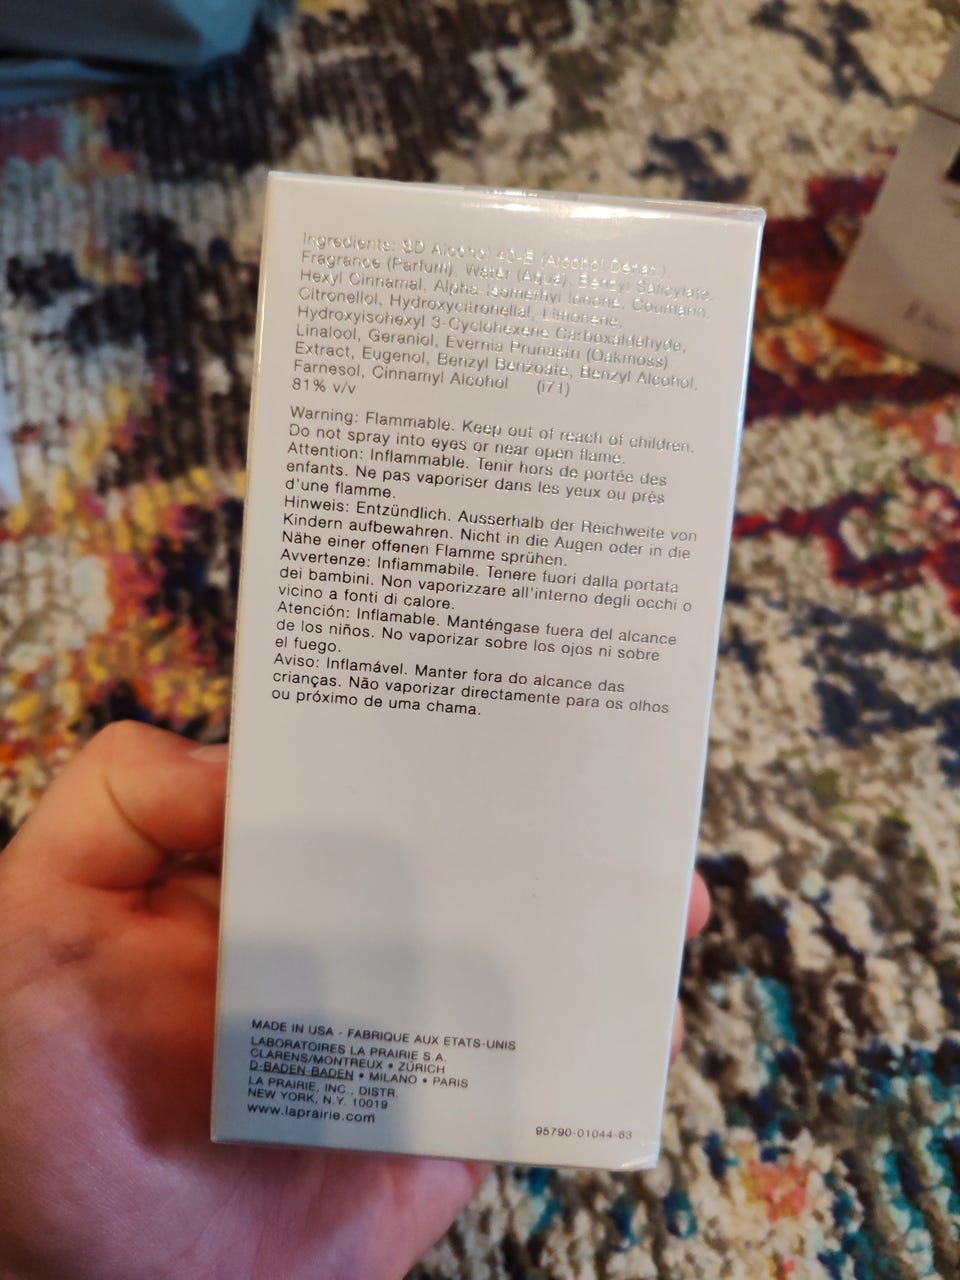 Ingredients: SD Alcohol 40-B (Alcohol Denat.)
Fragrance (Parfum), Water (Aqua), Benzyl Salicylate,
Hexyl Cinnamal, Alpha-Isomethyl Ionone, Coumarin,
Citronellol, Hydroxycitronellal, Limonene,
Hydroxyisohexyl 3-Cyclohexene Carboxaldehyde,
Linalool, Geraniol, Evernia Prunastri (Oakmoss)
Extract, Eugenol, Benzyl Benzoate, Benzyl Alcohol,
Farnesol, Cinnamyl Alcohol (i71)
81% v/v
Warning: Flammable. Keep out of reach of children.
Do not spray into eyes or near open flame.
Attention: Inflammable. Tenir hors de portée des
enfants. Ne pas vaporiser dans les yeux ou près
d'une flamme.
Hinweis: Entzündlich. Ausserhalb der Reichweite von
Kindern aufbewahren. Nicht in die Augen oder in die
Nähe einer offenen Flamme sprühen.
Avvertenze: Infiammabile. Tenere fuori dalla portata
dei bambini. Non vaporizzare all'interno degli occhi o
vicino a fonti di calore.
Atención: Inflamable. Manténgase fuera del alcance
de los niños. No vaporizar sobre los ojos ni sobre
el fuego.
Aviso: Inflamável. Manter fora do alcance das
crianças. Não vaporizar directamente para os olhos
ou próximo de uma chama.
MADE IN USA - FABRIQUE AUX ETATS-UNIS
LABORATOIRES LA PRAIRIE S.A.
CLARENS/MONTREUX • ZÜRICH
D-BADEN-BADEN • MILANO • PARIS
LA PRAIRIE, INC., DISTR.
NEW YORK, N.Y. 10019
www.laprairie.com
95790-01044-63